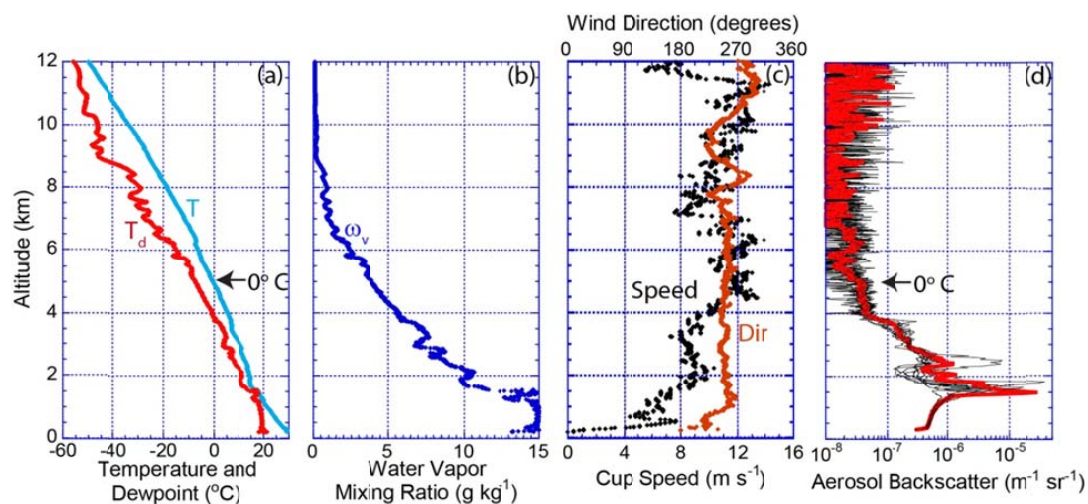 Wind Direction (degrees)
0 90 180 270 360
12
10
8
6
4
2
0
Altitude (km)
(a)
T
T_d
0° C
-60 -40 -20 0 20
Temperature and
Dewpoint (°C)
(b)
ω_v
0 5 10 15
Water Vapor
Mixing Ratio (g kg⁻¹)
(c)
Speed
Dir
0 4 8 12 16
Cup Speed (m s⁻¹)
(d)
0° C
10⁻⁸ 10⁻⁷ 10⁻⁶ 10⁻⁵
Aerosol Backscatter (m⁻¹ sr⁻¹)